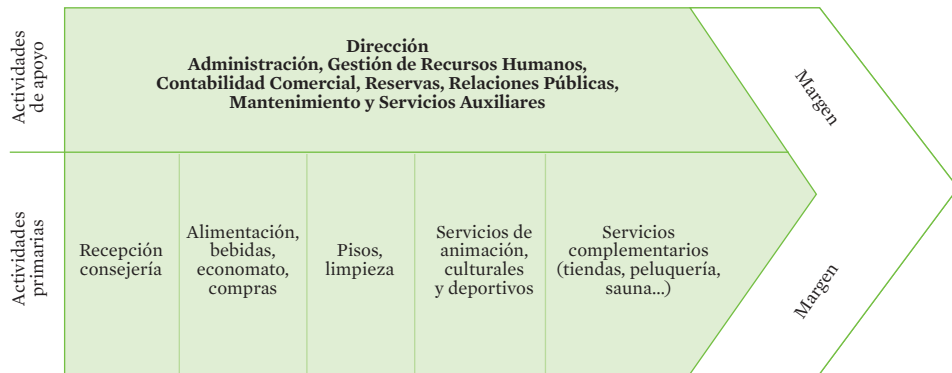 Actividades
de apoyo
Dirección
Administración, Gestión de Recursos Humanos,
Contabilidad Comercial, Reservas, Relaciones Públicas,
Mantenimiento y Servicios Auxiliares
Margen
Actividades
primarias
Recepción
consejería
Alimentación,
bebidas,
economato,
compras
Pisos,
limpieza
Servicios de
animación,
culturales
y deportivos
Servicios
complementarios
(tiendas, peluquería,
sauna...)
Margen